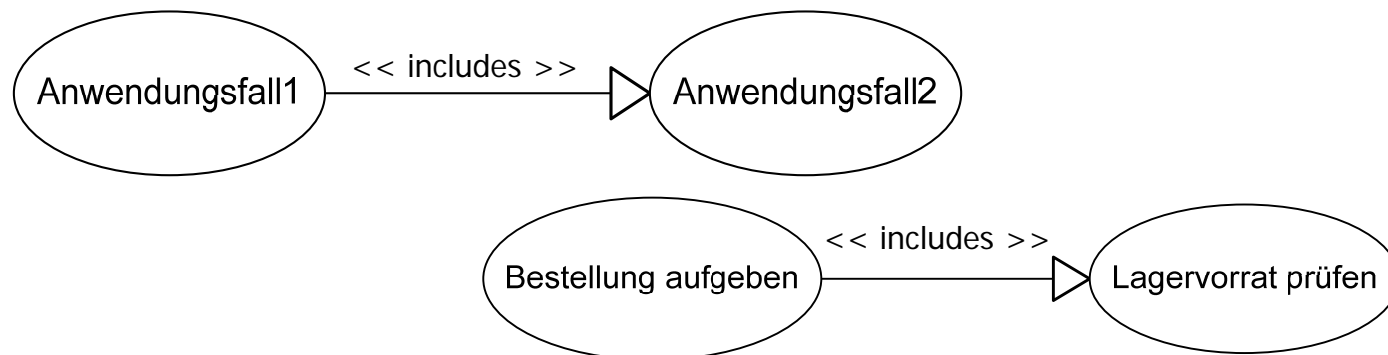 << includes >>
Anwendungsfall1
Anwendungsfall2
<< includes >>
Bestellung aufgeben
Lagervorrat prüfen